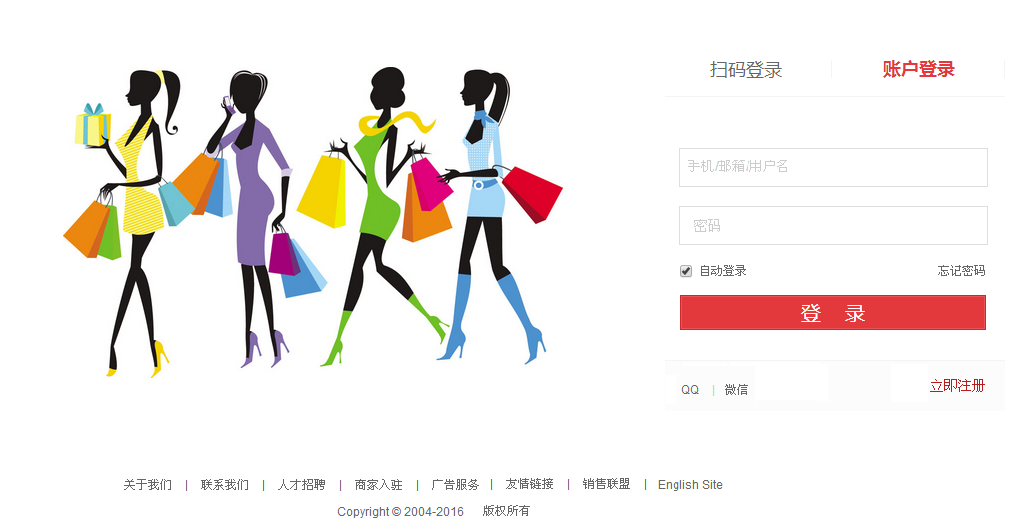 扫码登录 账户登录
手机/邮箱/用户名
密码
自动登录 忘记密码
登 录
QQ | 微信 立即注册
关于我们 | 联系我们 | 人才招聘 | 商家入驻 | 广告服务 | 友情链接 | 销售联盟 | English Site
Copyright © 2004-2016 版权所有